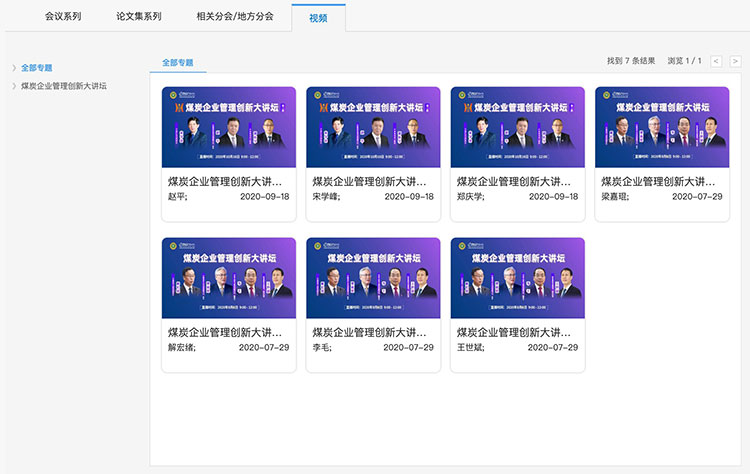 会议系列 论文集系列 相关分会/地方分会 视频
全部专题
煤炭企业管理创新大讲坛
全部专题 找到 7 条结果 浏览 1 / 1 < >
煤炭企业管理创新大讲坛
煤炭企业管理创新大讲坛
煤炭企业管理创新大讲坛
煤炭企业管理创新大讲坛
煤炭企业管理创新大讲...
赵平; 2020-09-18
煤炭企业管理创新大讲...
宋学峰; 2020-09-18
煤炭企业管理创新大讲...
郑庆学; 2020-09-18
煤炭企业管理创新大讲...
梁嘉琨; 2020-07-29
煤炭企业管理创新大讲坛
煤炭企业管理创新大讲坛
煤炭企业管理创新大讲坛
煤炭企业管理创新大讲...
解宏绪; 2020-07-29
煤炭企业管理创新大讲...
李毛; 2020-07-29
煤炭企业管理创新大讲...
王世斌; 2020-07-29